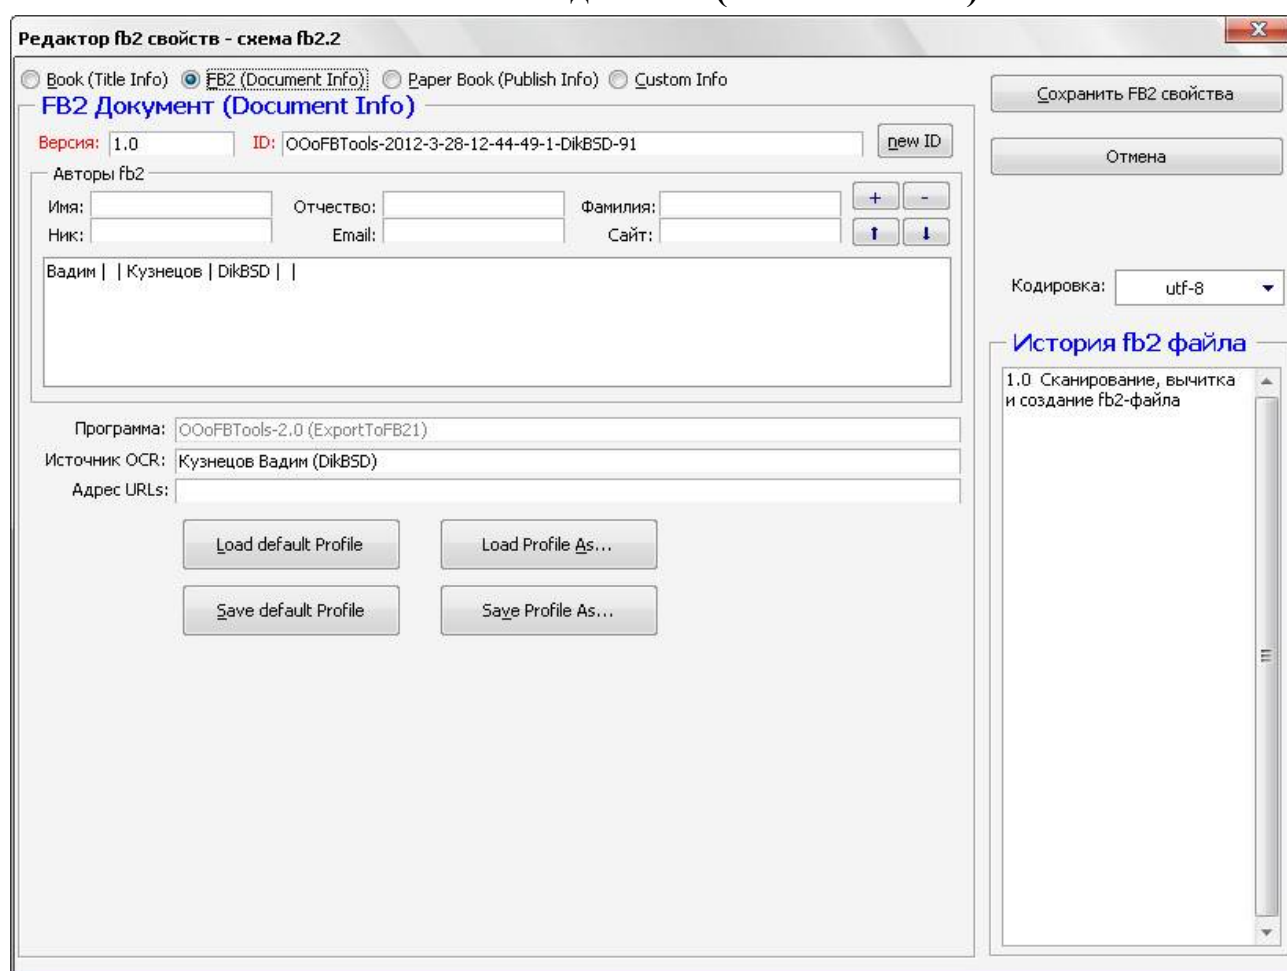 Редактор fb2 свойств - схема fb2.2
Book (Title Info) FB2 (Document Info) Paper Book (Publish Info) Custom Info
FB2 Документ (Document Info)
Версия: 1.0 ID: OOoFBTools-2012-3-28-12-44-49-1-DikBSD-91 new ID
Авторы fb2
Имя: Отчество: Фамилия: + -
Ник: Email: Сайт:
Вадим | | Кузнецов | DikBSD | |
Программа: OOoFBTools-2.0 (ExportToFB21)
Источник OCR: Кузнецов Вадим (DikBSD)
Адрес URLs:
Load default Profile Load Profile As...
Save default Profile Save Profile As...
Сохранить FB2 свойства
Отмена
Кодировка: utf-8
История fb2 файла
1.0 Сканирование, вычитка
и создание fb2-файла